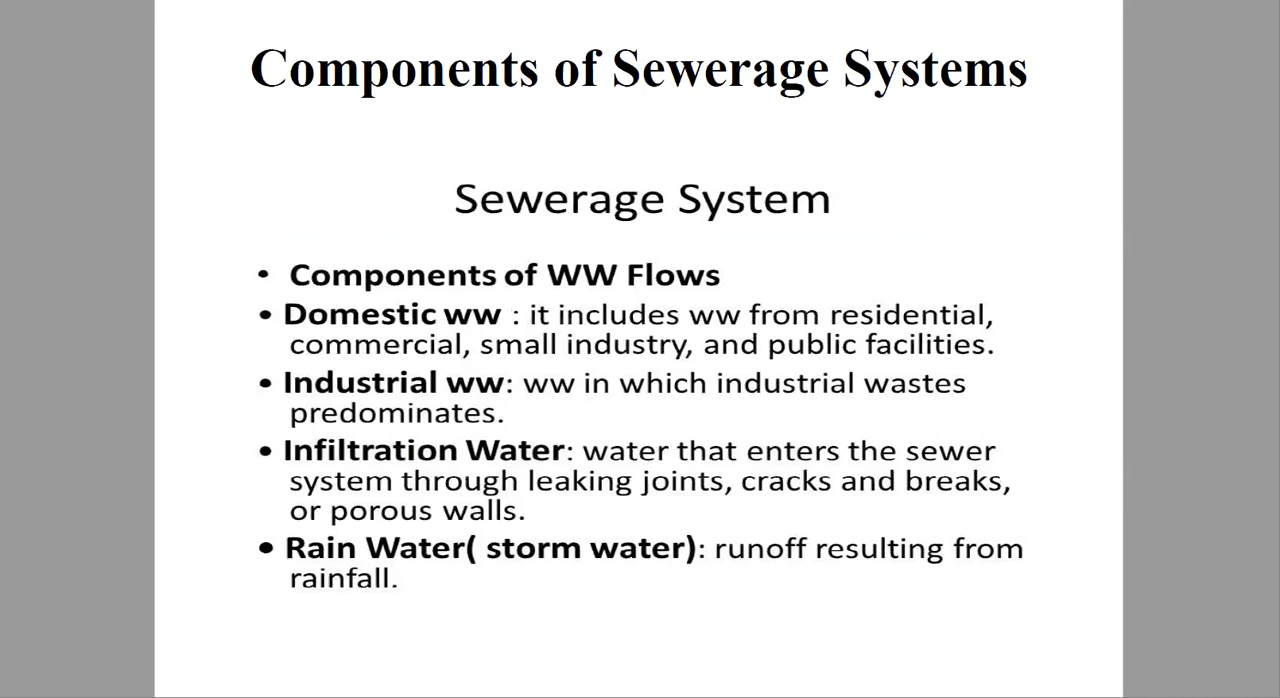 Components of Sewerage Systems
Sewerage System
• Components of WW Flows
• Domestic ww : it includes ww from residential,
commercial, small industry, and public facilities.
• Industrial ww: ww in which industrial wastes
predominates.
• Infiltration Water: water that enters the sewer
system through leaking joints, cracks and breaks,
or porous walls.
• Rain Water( storm water): runoff resulting from
rainfall.